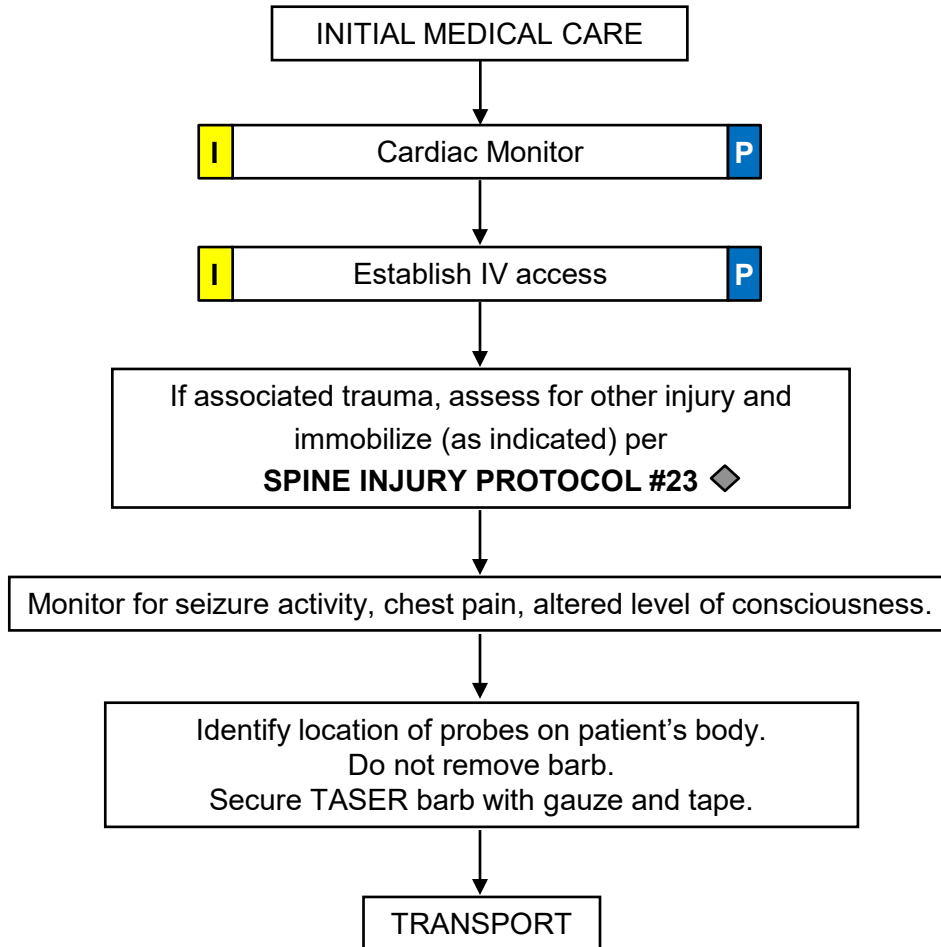 INITIAL MEDICAL CARE
I Cardiac Monitor P
I Establish IV access P
If associated trauma, assess for other injury and
immobilize (as indicated) per
SPINE INJURY PROTOCOL #23
Monitor for seizure activity, chest pain, altered level of consciousness.
Identify location of probes on patient’s body.
Do not remove barb.
Secure TASER barb with gauze and tape.
TRANSPORT